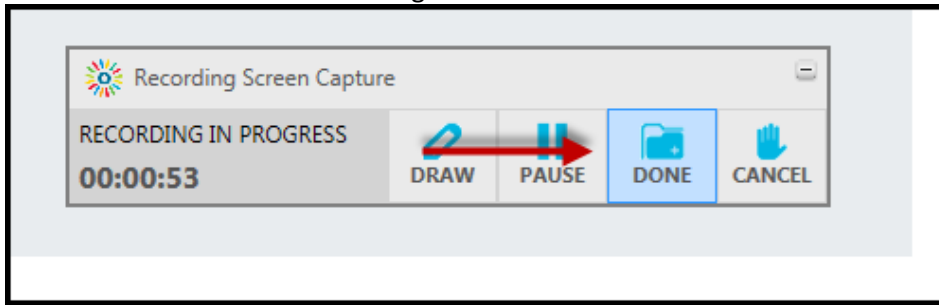 Recording Screen Capture
RECORDING IN PROGRESS
00:00:53
DRAW PAUSE DONE CANCEL